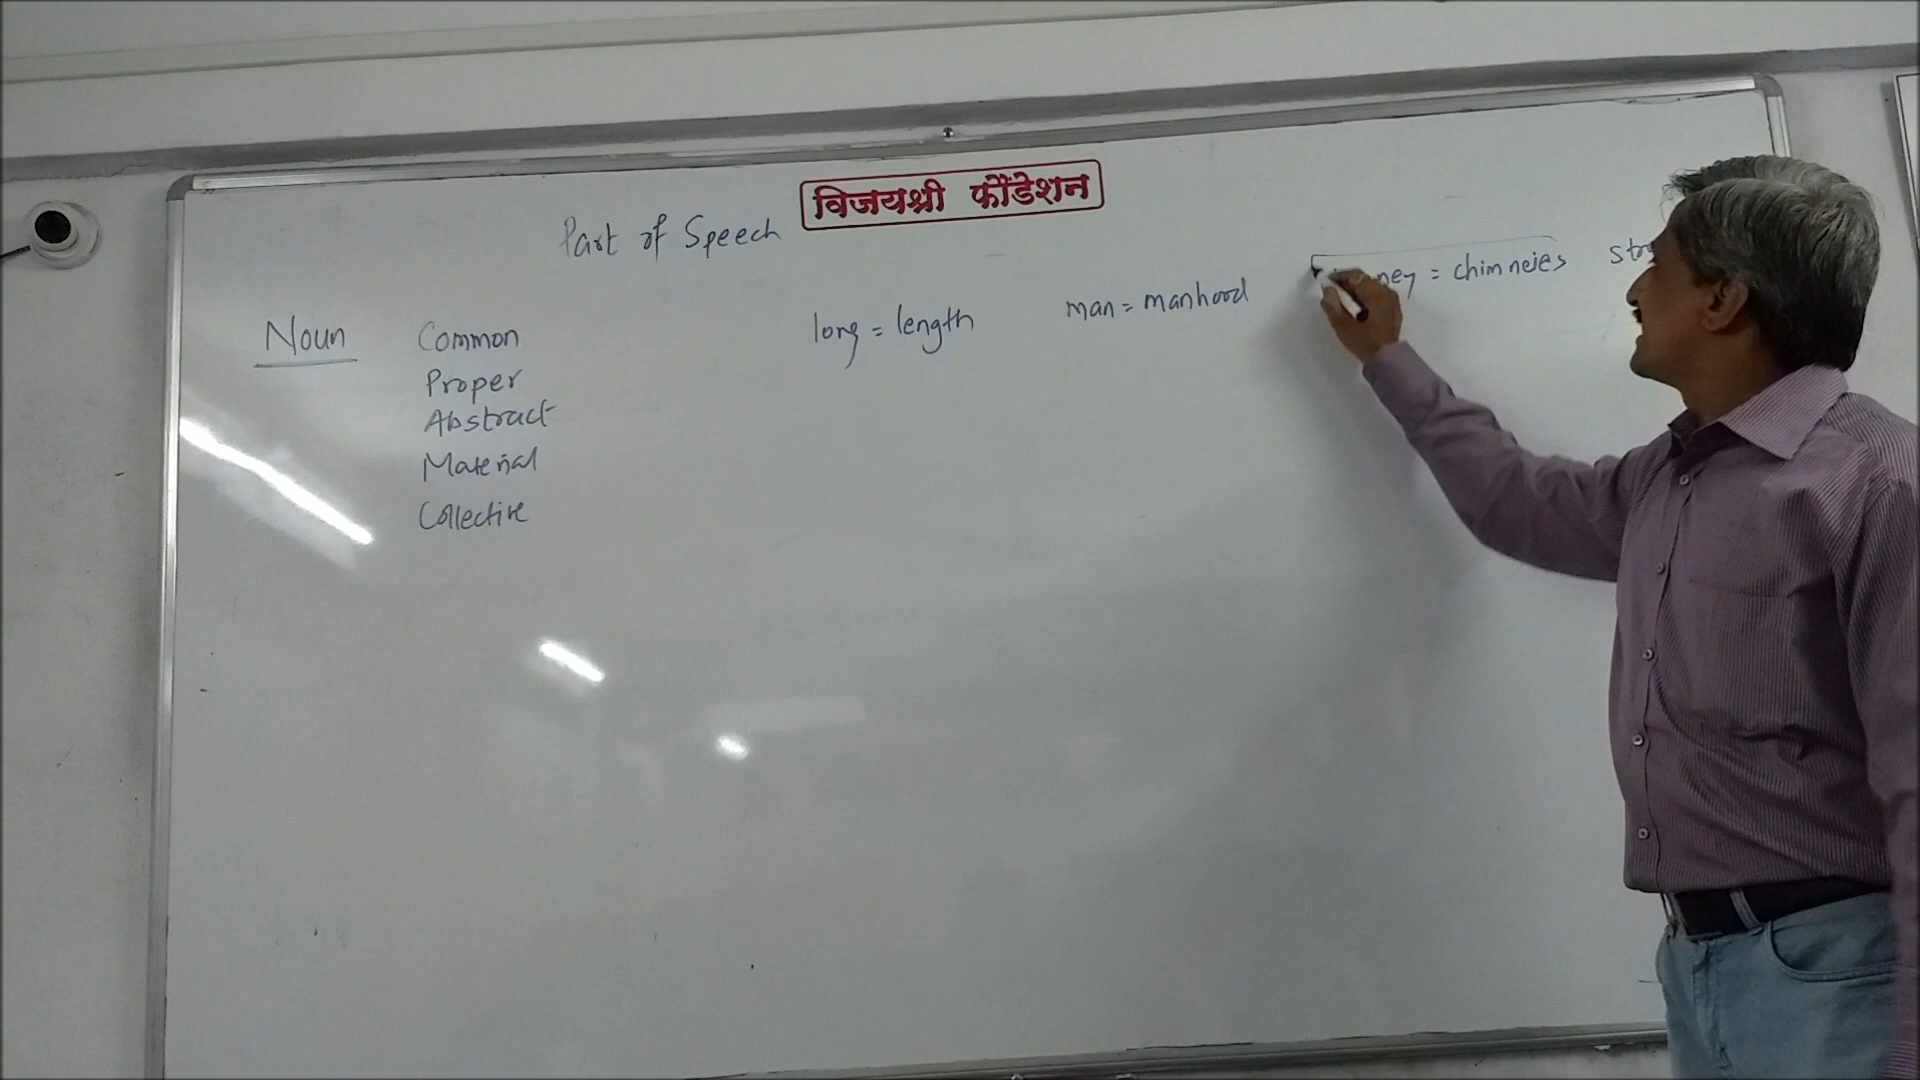 विजयश्री फौंडेशन
Part of Speech
Noun
Common
Proper
Abstract
Material
Collective
long = length
man = manhood
= chimneies